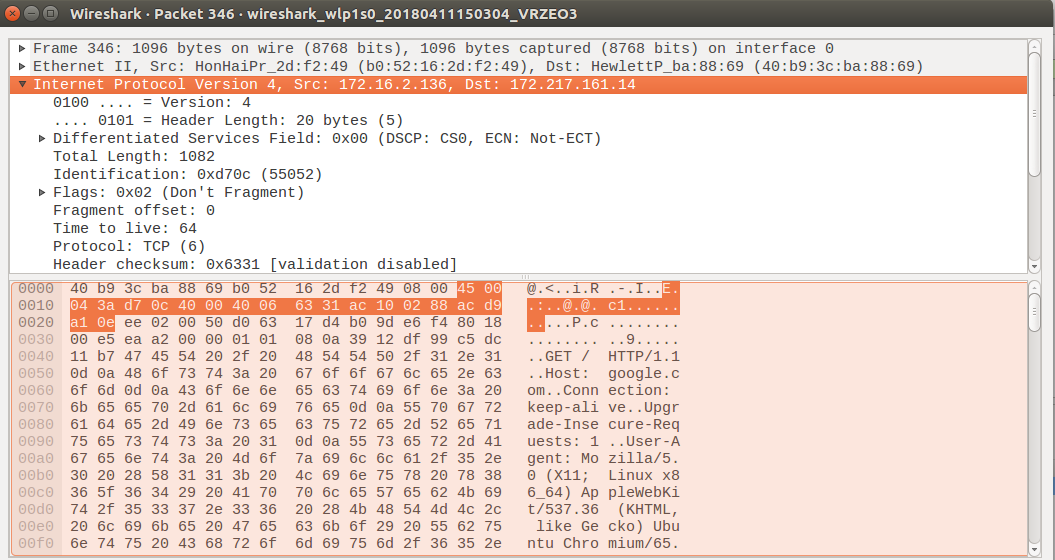 Wireshark · Packet 346 · wireshark_wlp1s0_20180411150304_VRZEO3
Frame 346: 1096 bytes on wire (8768 bits), 1096 bytes captured (8768 bits) on interface 0
Ethernet II, Src: HonHaiPr_2d:f2:49 (b0:52:16:2d:f2:49), Dst: HewlettP_ba:88:69 (40:b9:3c:ba:88:69)
Internet Protocol Version 4, Src: 172.16.2.136, Dst: 172.217.161.14
0100 .... = Version: 4
.... 0101 = Header Length: 20 bytes (5)
Differentiated Services Field: 0x00 (DSCP: CS0, ECN: Not-ECT)
Total Length: 1082
Identification: 0xd70c (55052)
Flags: 0x02 (Don't Fragment)
Fragment offset: 0
Time to live: 64
Protocol: TCP (6)
Header checksum: 0x6331 [validation disabled]
0000 40 b9 3c ba 88 69 b0 52 16 2d f2 49 08 00 45 00 @.<..i.R .-.I..E.
0010 04 3a d7 0c 40 00 40 06 63 31 ac 10 02 88 ac d9 .:..@.@. c1......
0020 a1 0e ee 02 00 50 d0 63 17 d4 b0 9d e6 f4 80 18 .....P.c ........
0030 00 e5 ea a2 00 00 01 01 08 0a 39 12 df 99 c5 dc ........ ..9.....
0040 11 b7 47 45 54 20 2f 20 48 54 54 50 2f 31 2e 31 ..GET / HTTP/1.1
0050 0d 0a 48 6f 73 74 3a 20 67 6f 6f 67 6c 65 2e 63 ..Host: google.c
0060 6f 6d 0d 0a 43 6f 6e 6e 65 63 74 69 6f 6e 3a 20 om..Conn ection:
0070 6b 65 65 70 2d 61 6c 69 76 65 0d 0a 55 70 67 72 keep-ali ve..Upgr
0080 61 64 65 2d 49 6e 73 65 63 75 72 65 2d 52 65 71 ade-Inse cure-Req
0090 75 65 73 74 73 3a 20 31 0d 0a 55 73 65 72 2d 41 uests: 1 ..User-A
00a0 67 65 6e 74 3a 20 4d 6f 7a 69 6c 6c 61 2f 35 2e gent: Mo zilla/5.
00b0 30 20 28 58 31 31 3b 20 4c 69 6e 75 78 20 78 38 0 (X11; Linux x8
00c0 36 5f 36 34 29 20 41 70 70 6c 65 57 65 62 4b 69 6_64) Ap pleWebKi
00d0 74 2f 35 33 37 2e 33 36 20 28 4b 48 54 4d 4c 2c t/537.36 (KHTML,
00e0 20 6c 69 6b 65 20 47 65 63 6b 6f 29 20 55 62 75 like Ge cko) Ubu
00f0 6e 74 75 20 43 68 72 6f 6d 69 75 6d 2f 36 35 2e ntu Chro mium/65.